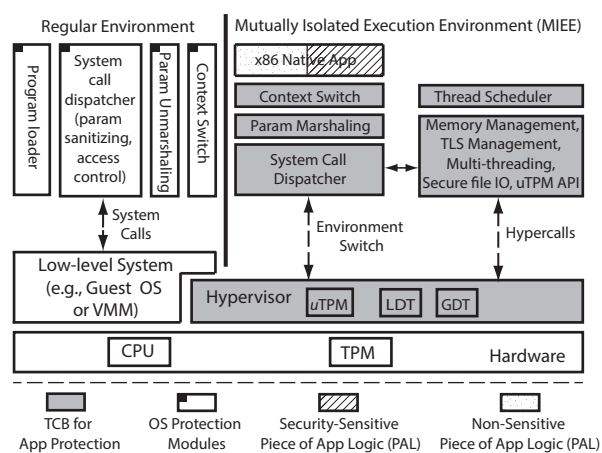 Regular Environment
Mutually Isolated Execution Environment (MIEE)
Program loader
System
call
dispatcher
(param
sanitizing,
access
control)
Param Unmarshaling
Context Switch
x86 Native App
Context Switch
Param Marshaling
System Call
Dispatcher
Thread Scheduler
Memory Management,
TLS Management,
Multi-threading,
Secure file IO, uTPM API
System
Calls
Environment
Switch
Hypercalls
Low-level System
(e.g., Guest OS
or VMM)
Hypervisor
uTPM
LDT
GDT
CPU
TPM
Hardware
TCB for
App Protection
OS Protection
Modules
Security-Sensitive
Piece of App Logic (PAL)
Non-Sensitive
Piece of App Logic (PAL)